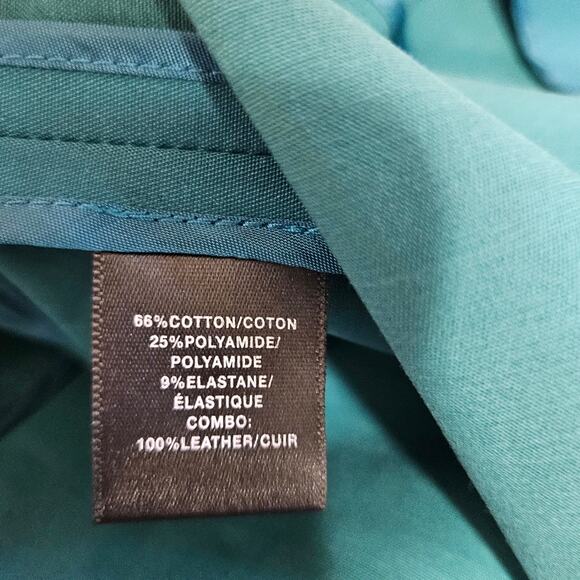 66%COTTON/COTON
25%POLYAMIDE/
POLYAMIDE
9%ELASTANE/
ÉLASTIQUE
COMBO:
100%LEATHER/CUIR